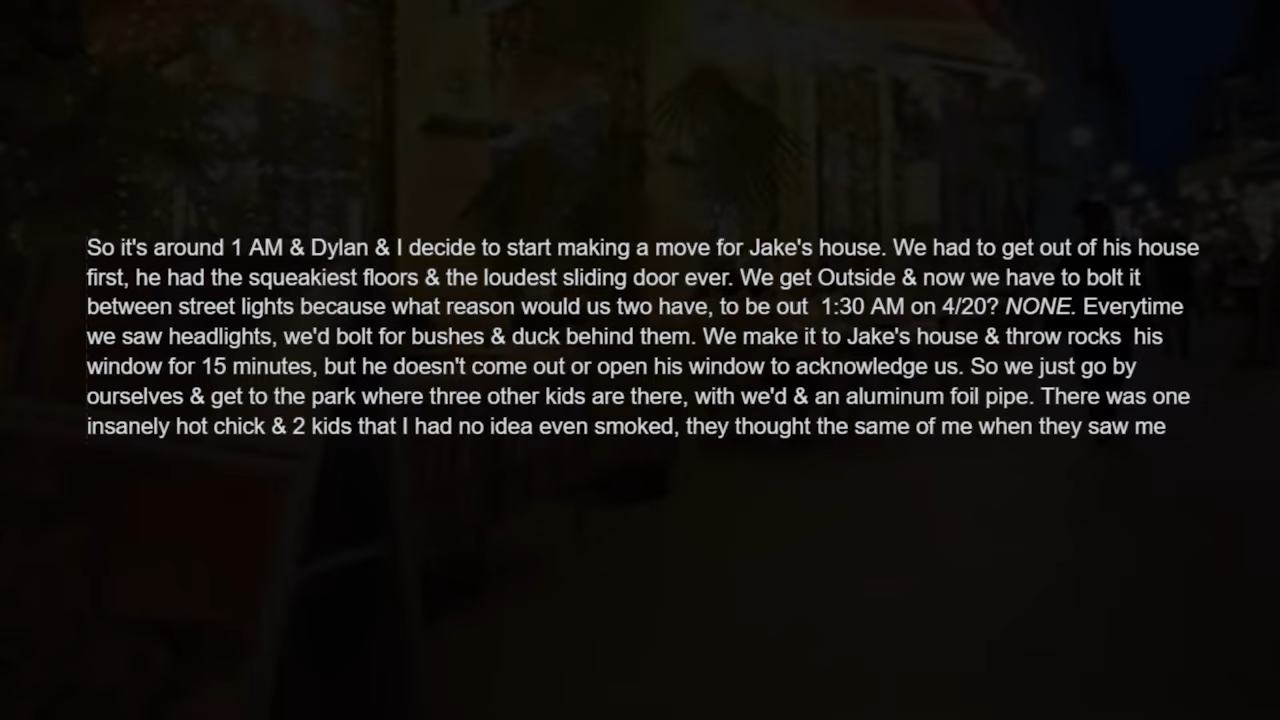 So it's around 1 AM & Dylan & I decide to start making a move for Jake's house. We had to get out of his house
first, he had the squeakiest floors & the loudest sliding door ever. We get Outside & now we have to bolt it
between street lights because what reason would us two have, to be out  1:30 AM on 4/20? NONE. Everytime
we saw headlights, we'd bolt for bushes & duck behind them. We make it to Jake's house & throw rocks  his
window for 15 minutes, but he doesn't come out or open his window to acknowledge us. So we just go by
ourselves & get to the park where three other kids are there, with we'd & an aluminum foil pipe. There was one
insanely hot chick & 2 kids that I had no idea even smoked, they thought the same of me when they saw me